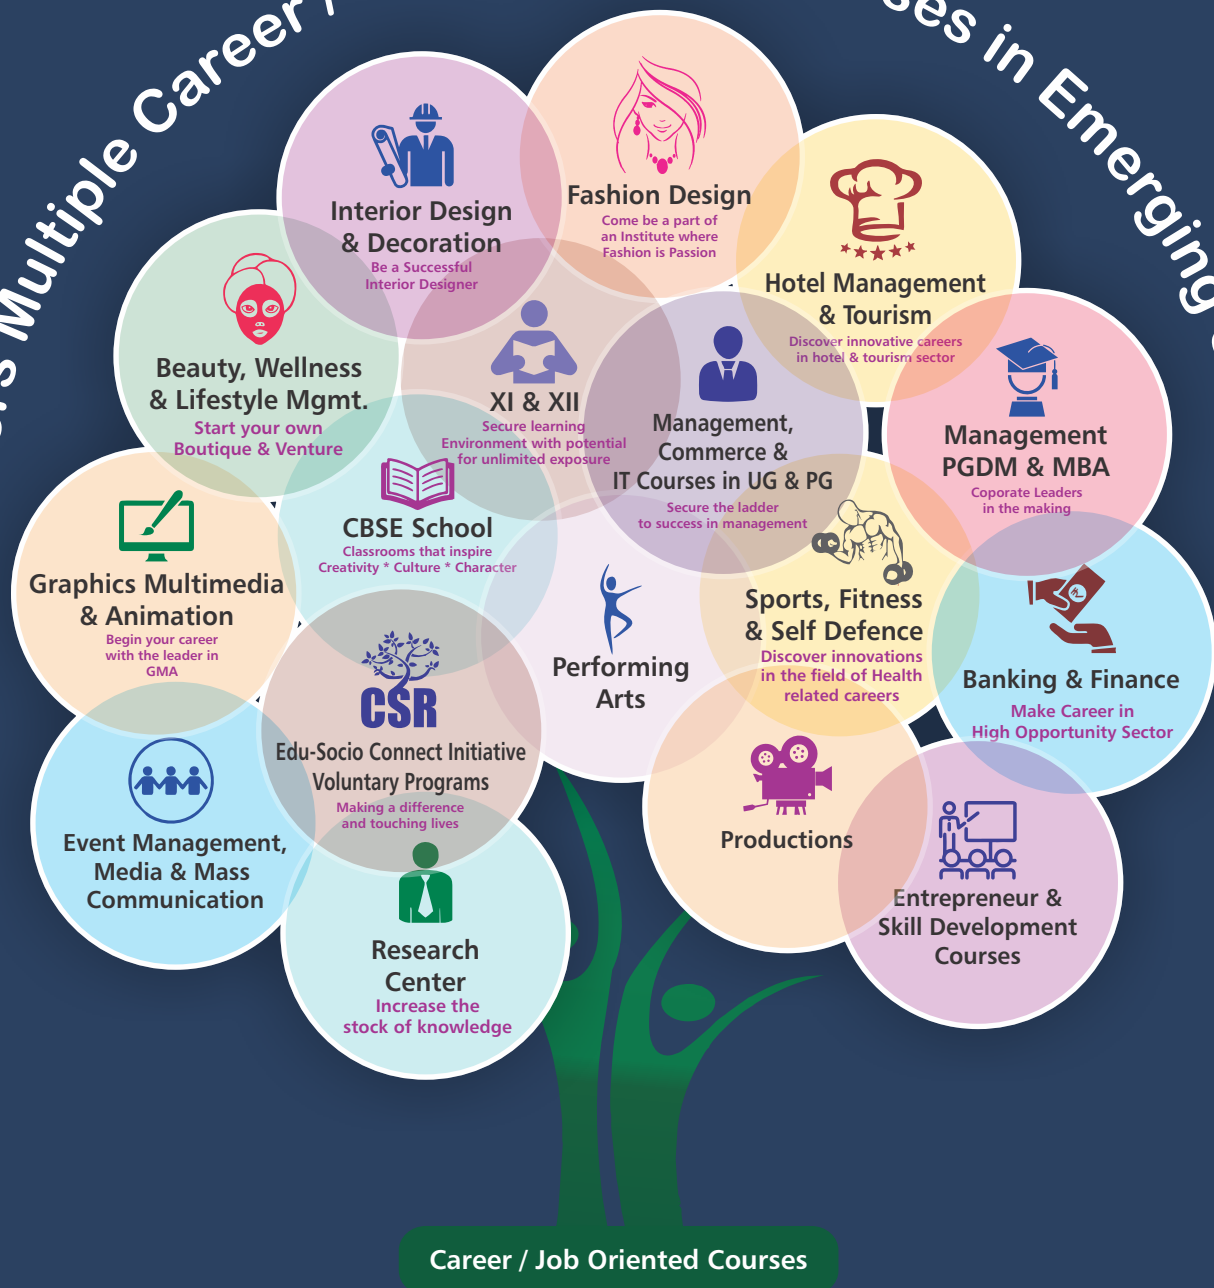 Multiple Career /
in Emerging
Interior Design
& Decoration
Be a Successful
Interior Designer
Fashion Design
Come be a part of
an Institute where
Fashion is Passion
Hotel Management
& Tourism
Discover innovative careers
in hotel & tourism sector
Beauty, Wellness
& Lifestyle Mgmt.
Start your own
Boutique & Venture
XI & XII
Secure learning
Environment with potential
for unlimited exposure
Management,
Commerce &
IT Courses in UG & PG
Secure the ladder
to success in management
Management
PGDM & MBA
Coporate Leaders
in the making
CBSE School
Classrooms that inspire
Creativity * Culture * Character
Graphics Multimedia
& Animation
Begin your career
with the leader in
GMA
Performing
Arts
Sports, Fitness
& Self Defence
Discover innovations
in the field of Health
related careers
Banking & Finance
Make Career in
High Opportunity Sector
CSR
Edu-Socio Connect Initiative
Voluntary Programs
Making a difference
and touching lives
Event Management,
Media & Mass
Communication
Productions
Entrepreneur &
Skill Development
Courses
Research
Center
Increase the
stock of knowledge
Career / Job Oriented Courses